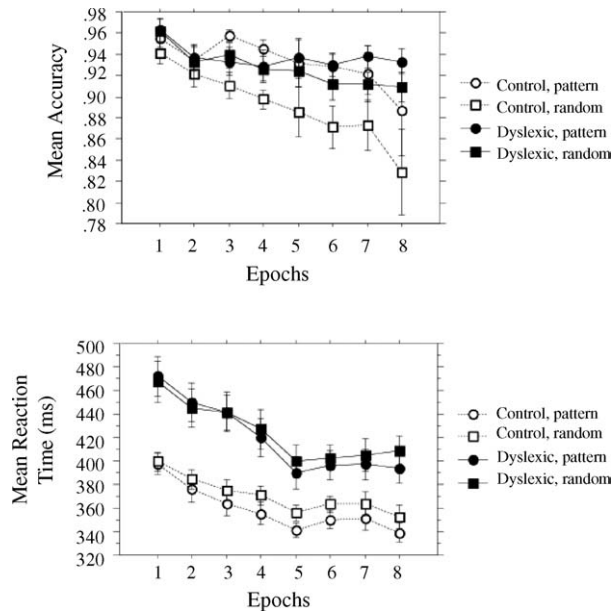 .98
.96
.94
.92
.90
.88
.86
.84
.82
.80
.78
Mean Accuracy
1 2 3 4 5 6 7 8
Epochs
Control, pattern
Control, random
Dyslexic, pattern
Dyslexic, random
500
480
460
440
420
400
380
360
340
320
Mean Reaction
Time (ms)
1 2 3 4 5 6 7 8
Epochs
Control, pattern
Control, random
Dyslexic, pattern
Dyslexic, random